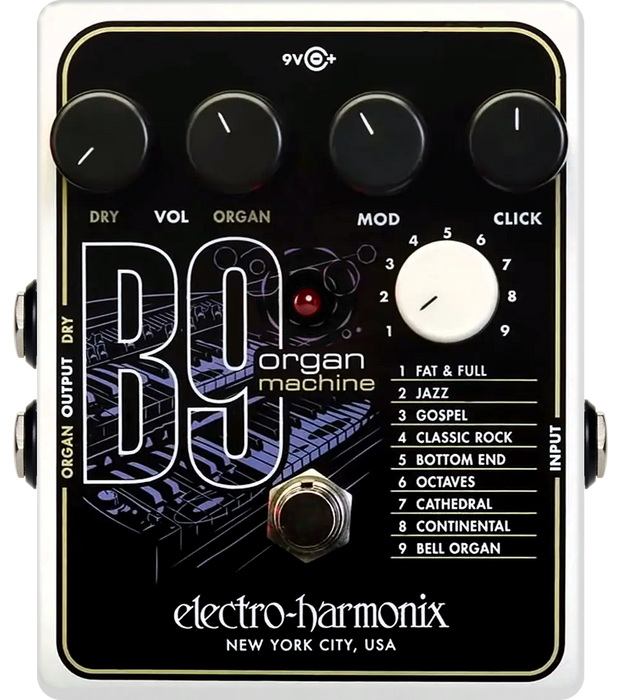 9V +
DRY VOL ORGAN MOD CLICK
1 2 3 4 5 6 7 8 9
B9
organ
machine
ORGAN OUTPUT DRY
INPUT
1 FAT & FULL
2 JAZZ
3 GOSPEL
4 CLASSIC ROCK
5 BOTTOM END
6 OCTAVES
7 CATHEDRAL
8 CONTINENTAL
9 BELL ORGAN
electro-harmonix
NEW YORK CITY, USA